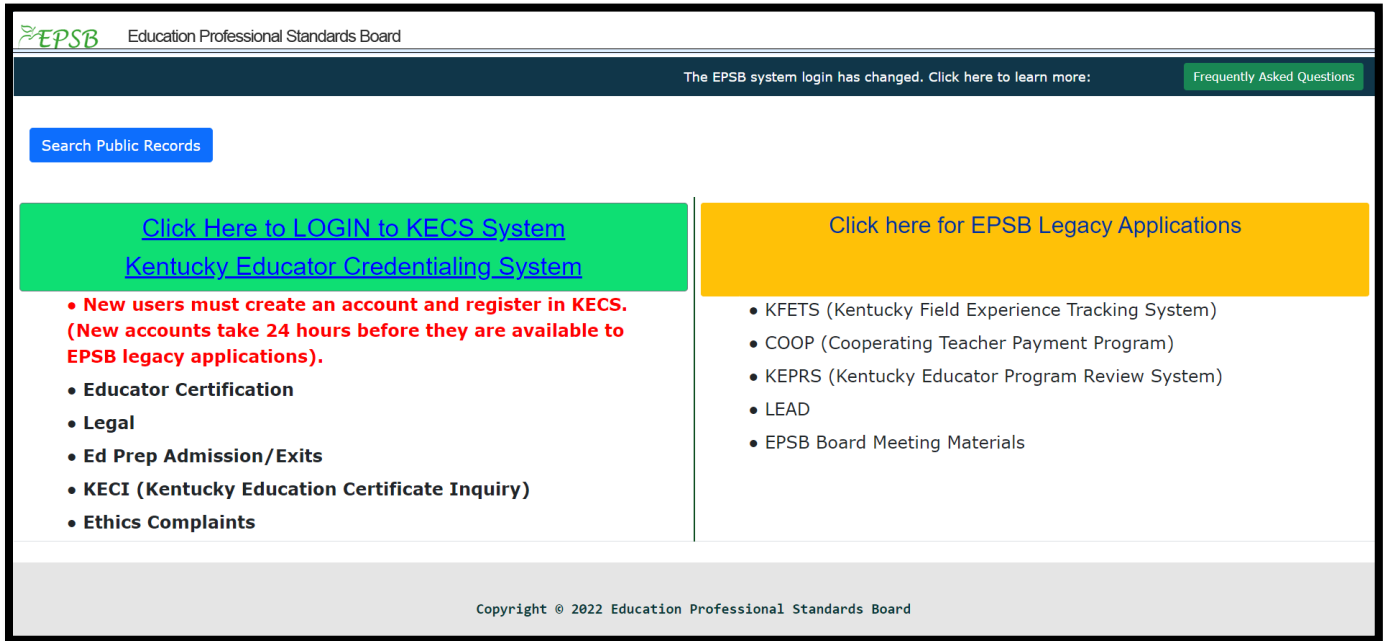 EPSB Education Professional Standards Board
The EPSB system login has changed. Click here to learn more: Frequently Asked Questions
Search Public Records
Click Here to LOGIN to KECS System
Kentucky Educator Credentialing System
• New users must create an account and register in KECS.
(New accounts take 24 hours before they are available to
EPSB legacy applications).
• Educator Certification
• Legal
• Ed Prep Admission/Exits
• KECI (Kentucky Education Certificate Inquiry)
• Ethics Complaints
Click here for EPSB Legacy Applications
• KFETS (Kentucky Field Experience Tracking System)
• COOP (Cooperating Teacher Payment Program)
• KEPRS (Kentucky Educator Program Review System)
• LEAD
• EPSB Board Meeting Materials
Copyright © 2022 Education Professional Standards Board